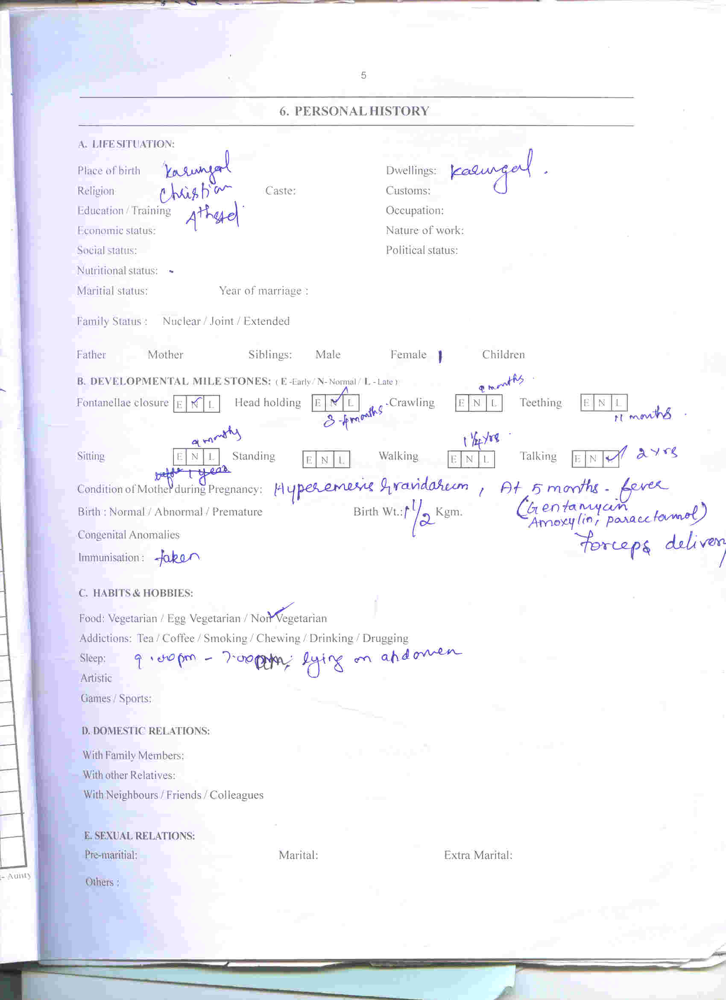 5
6. PERSONAL HISTORY
A. LIFE SITUATION:
Place of birth Karungal Dwellings: Karungal.
Religion Christian Caste: Customs:
Education / Training 4th std Occupation:
Economic status: Nature of work:
Social status: Political status:
Nutritional status: -
Maritial status: Year of marriage :
Family Status : Nuclear / Joint / Extended
Father Mother Siblings: Male Female 1 Children
B. DEVELOPMENTAL MILE STONES: ( E -Early / N- Normal / L - Late )
9 months
Fontanellae closure E N L Head holding E N L Crawling E N L Teething E N L
3-4 months 11 months
9 months 1 1/4 yrs
Sitting E N L Standing E N L Walking E N L Talking E N L 2 yrs
before 1 year
Condition of Mother during Pregnancy: Hyperemesis Gravidarum, At 5 months - fever
(Gentamycin
Birth : Normal / Abnormal / Premature Birth Wt.: 1 1/2 Kgm.
Amoxylin, paracetamol)
Congenital Anomalies forceps delivery
Immunisation : taken
C. HABITS & HOBBIES:
Food: Vegetarian / Egg Vegetarian / Non Vegetarian
Addictions: Tea / Coffee / Smoking / Chewing / Drinking / Drugging
Sleep: 9.00pm - 7.00 lying on abdomen
Artistic
Games / Sports:
D. DOMESTIC RELATIONS:
With Family Members:
With other Relatives:
With Neighbours / Friends / Colleagues
E. SEXUAL RELATIONS:
Pre-maritial: Marital: Extra Marital:
- Aunty
Others :